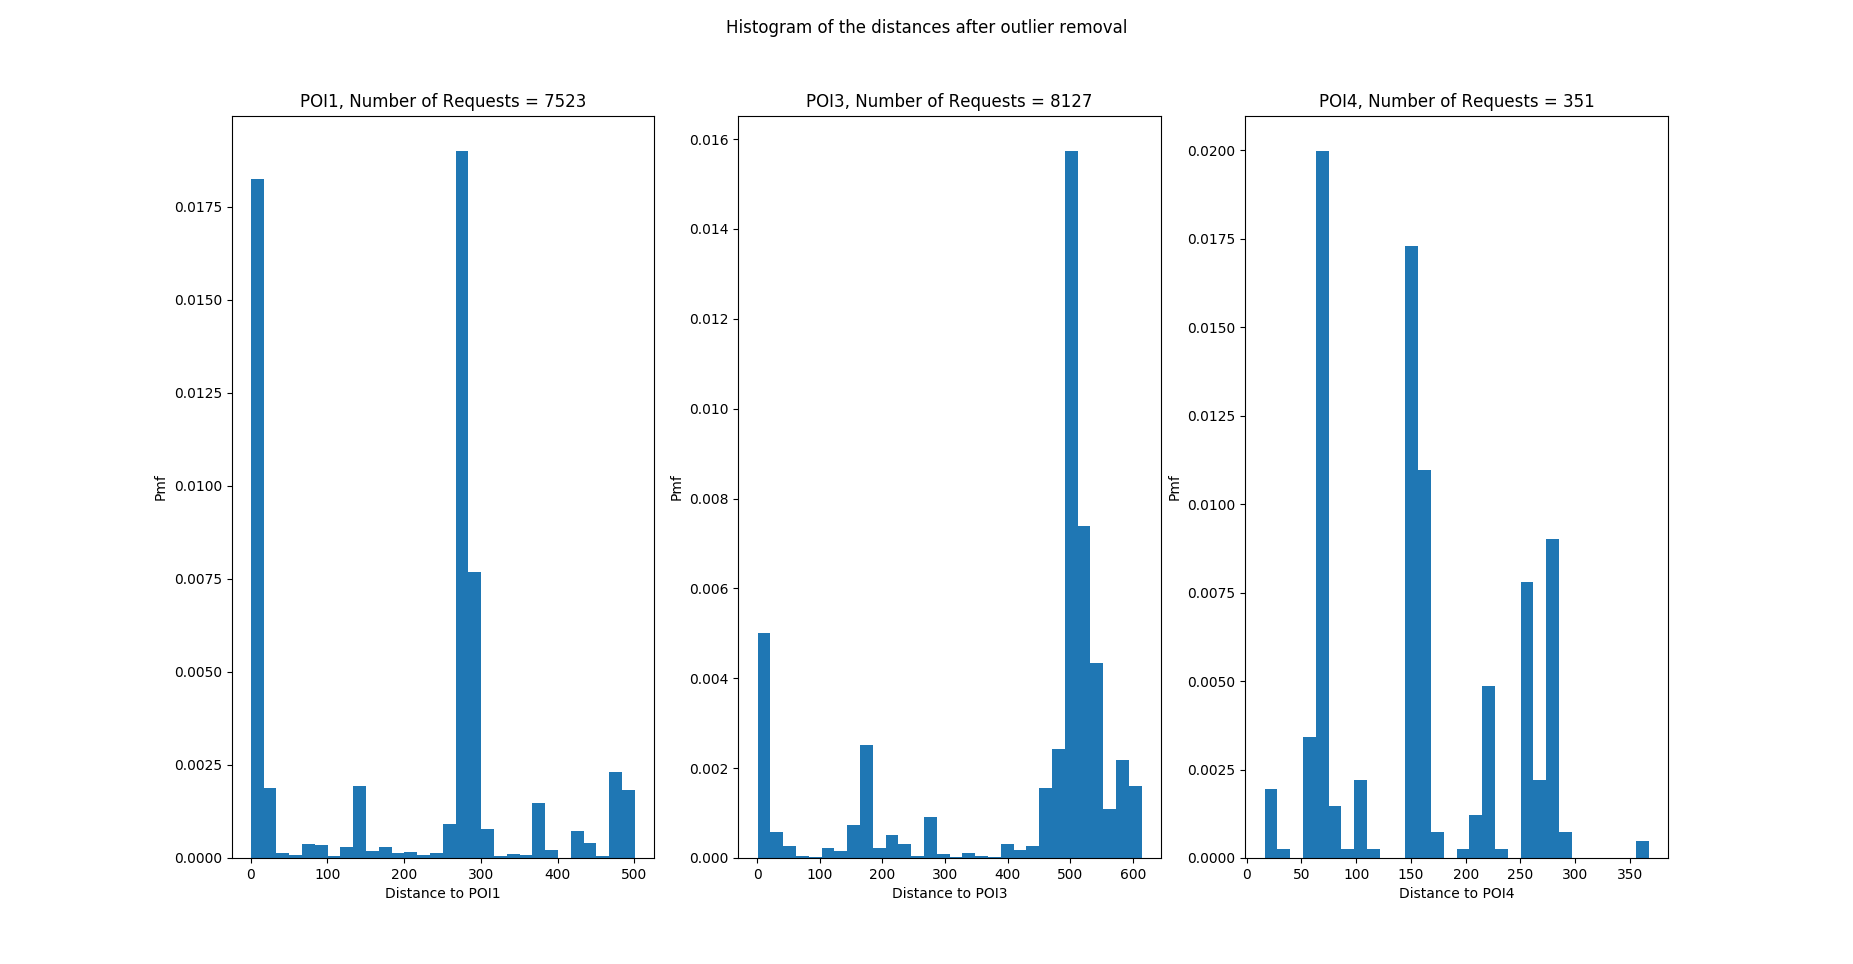 Histogram of the distances after outlier removal
POI1, Number of Requests = 7523
0.0175
0.0150
0.0125
0.0100
0.0075
0.0050
0.0025
0.0000
Pmf
0 100 200 300 400 500
Distance to POI1
POI3, Number of Requests = 8127
0.016
0.014
0.012
0.010
0.008
0.006
0.004
0.002
0.000
Pmf
0 100 200 300 400 500 600
Distance to POI3
POI4, Number of Requests = 351
0.0200
0.0175
0.0150
0.0125
0.0100
0.0075
0.0050
0.0025
0.0000
Pmf
0 50 100 150 200 250 300 350
Distance to POI4